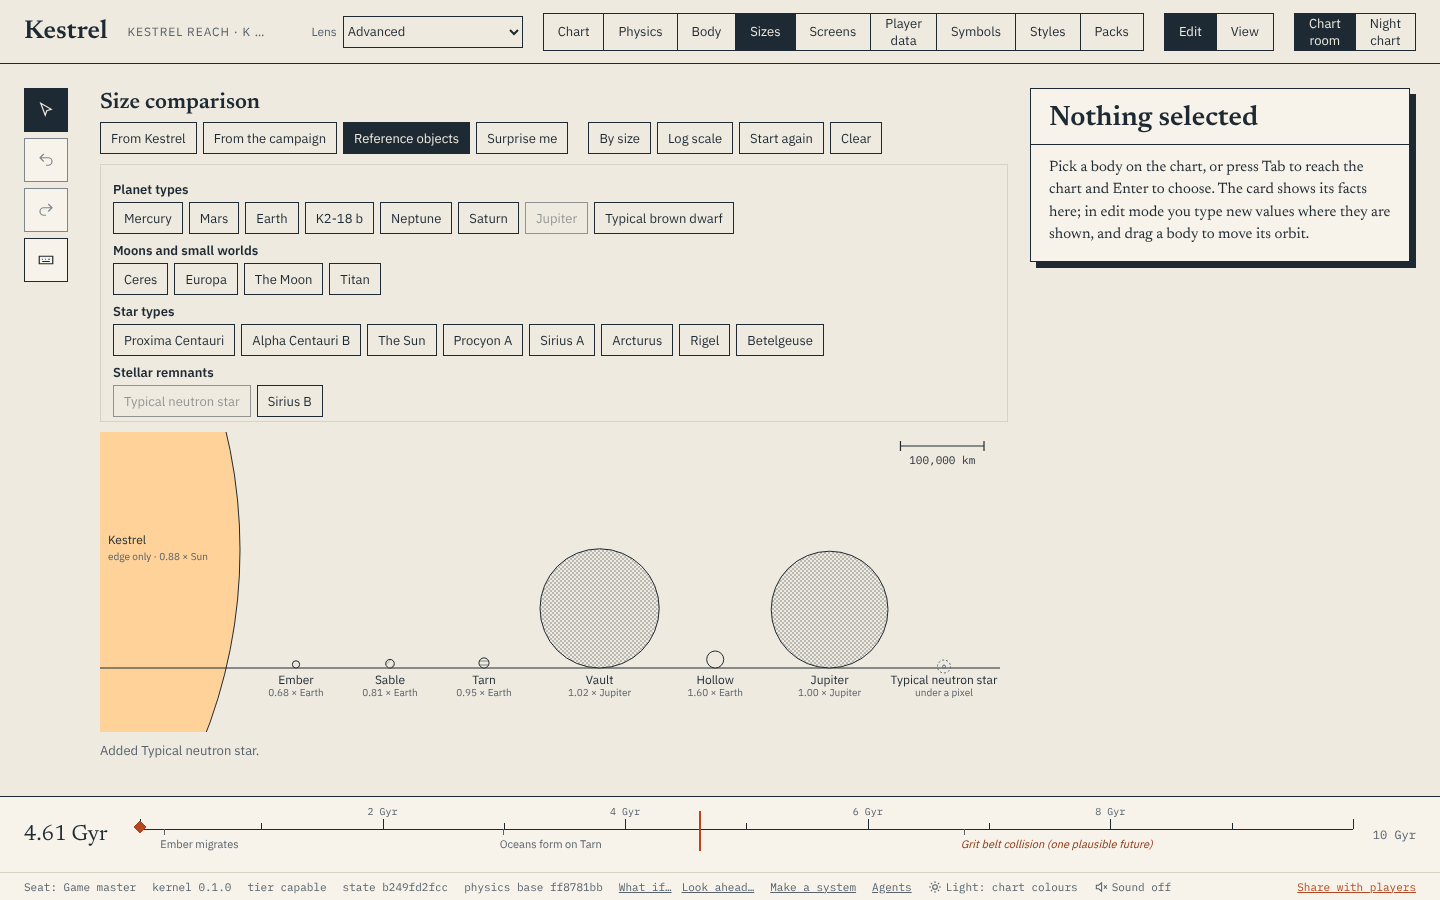 Kestrel
KESTREL REACH · K …
Lens
Advanced
Chart
Physics
Body
Sizes
Screens
Player data
Symbols
Styles
Packs
Edit
View
Chart room
Night chart
Size comparison
From Kestrel
From the campaign
Reference objects
Surprise me
By size
Log scale
Start again
Clear
Planet types
Mercury
Mars
Earth
K2-18 b
Neptune
Saturn
Jupiter
Typical brown dwarf
Moons and small worlds
Ceres
Europa
The Moon
Titan
Star types
Proxima Centauri
Alpha Centauri B
The Sun
Procyon A
Sirius A
Arcturus
Rigel
Betelgeuse
Stellar remnants
Typical neutron star
Sirius B
Nothing selected
Pick a body on the chart, or press Tab to reach the
chart and Enter to choose. The card shows its facts
here; in edit mode you type new values where they are
shown, and drag a body to move its orbit.
100,000 km
Kestrel
edge only · 0.88 × Sun
Ember
0.68 × Earth
Sable
0.81 × Earth
Tarn
0.95 × Earth
Vault
1.02 × Jupiter
Hollow
1.60 × Earth
Jupiter
1.00 × Jupiter
Typical neutron star
under a pixel
Added Typical neutron star.
4.61 Gyr
2 Gyr
4 Gyr
6 Gyr
8 Gyr
10 Gyr
Ember migrates
Oceans form on Tarn
Grit belt collision (one plausible future)
Seat: Game master
kernel 0.1.0
tier capable
state b249fd2fcc
physics base ff8781bb
What if…
Look ahead…
Make a system
Agents
Light: chart colours
Sound off
Share with players